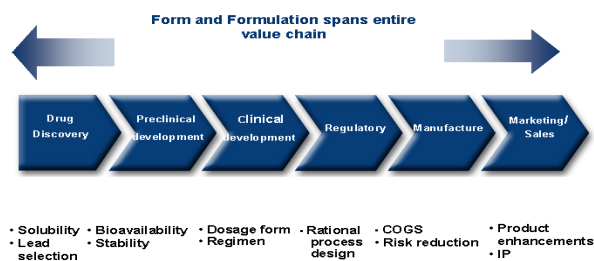 Form and Formulation spans entire
value chain
Drug
Discovery
Preclinical
development
Clinical
development
Regulatory
Manufacture
Marketing/
Sales
• Solubility
• Lead
selection
• Bioavailability
• Stability
• Dosage form
• Regimen
- Rational
process
design
- COGS
• Risk reduction
• Product
enhancements
• IP